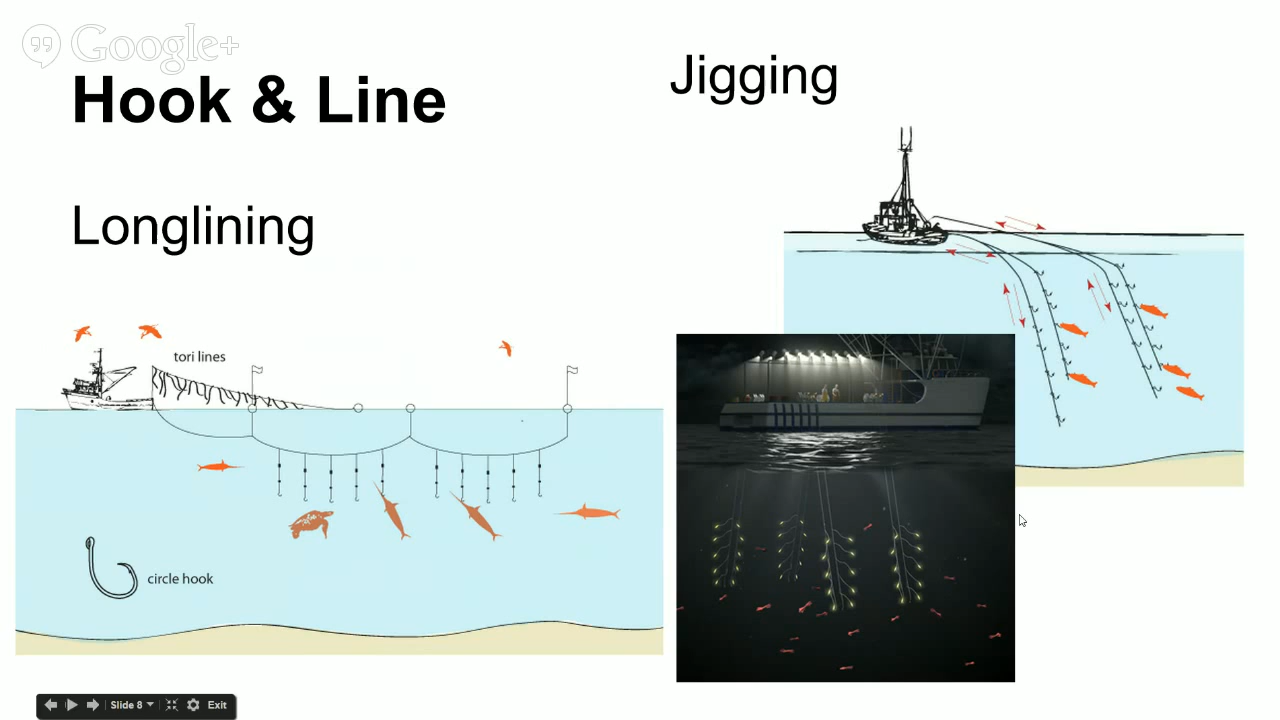 Google+
Hook & Line
Jigging
Longlining
tori lines
circle hook
Slide 8
Exit